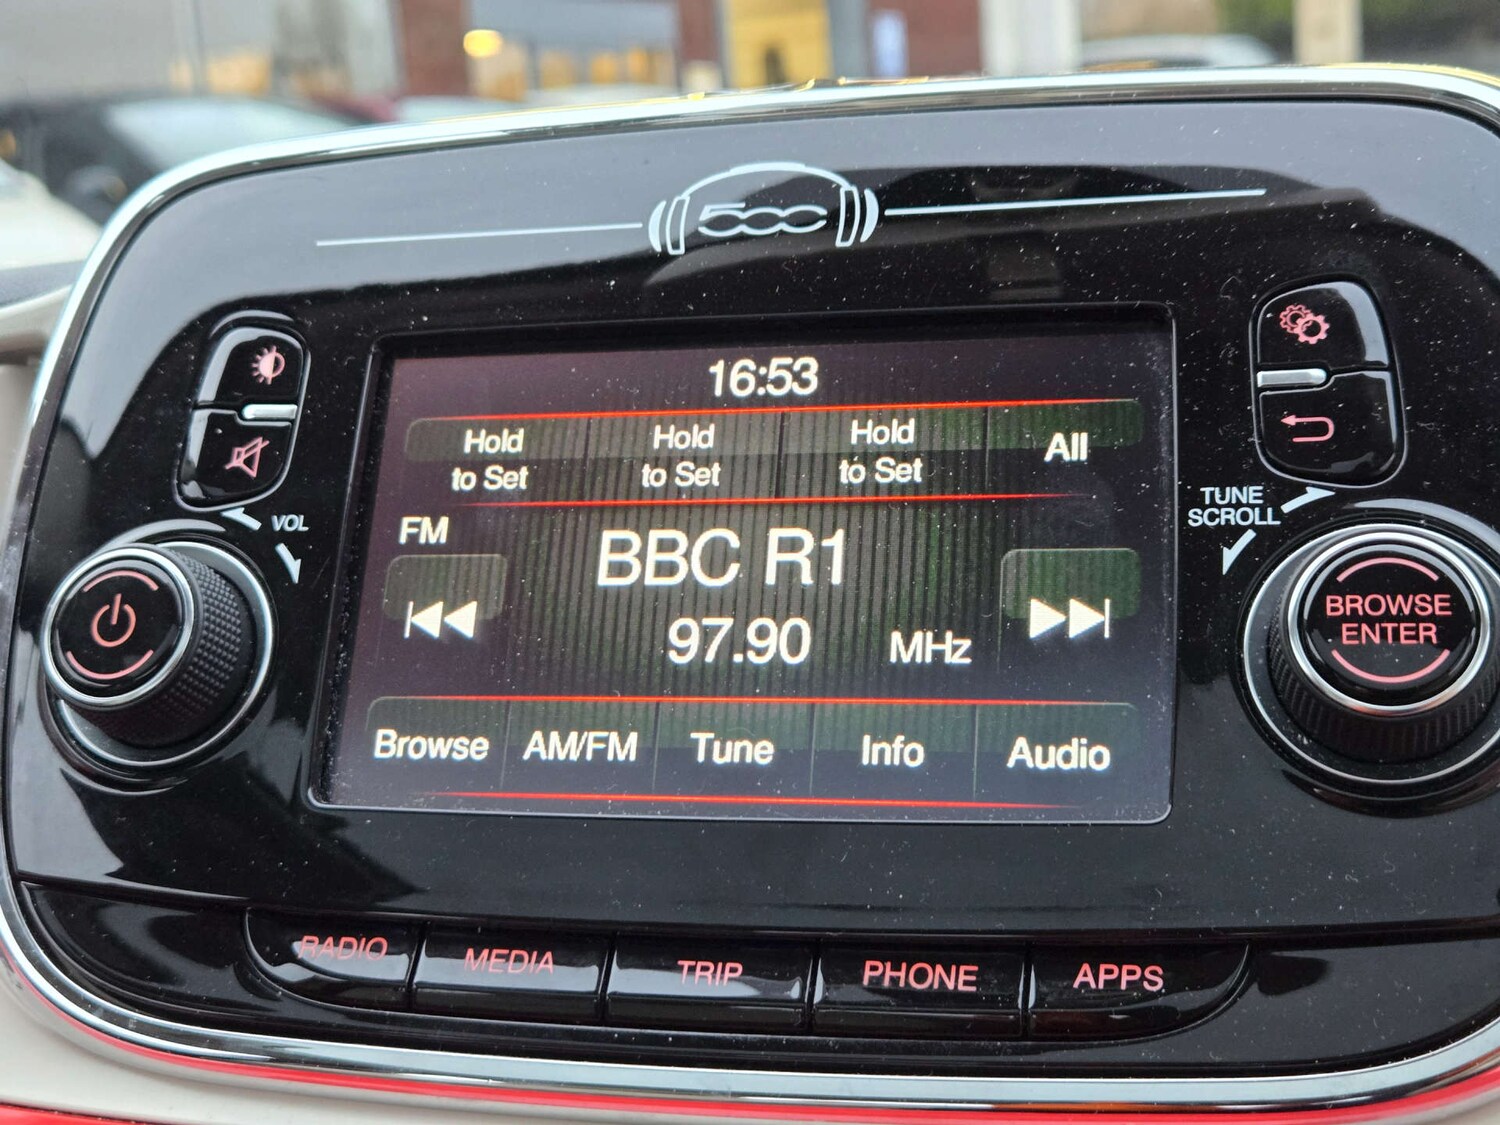 500
16:53
Hold
to Set
Hold
to Set
Hold
to Set
All
VOL
TUNE
SCROLL
FM
BBC R1
97.90 MHz
BROWSE
ENTER
Browse
AM/FM
Tune
Info
Audio
RADIO
MEDIA
TRIP
PHONE
APPS